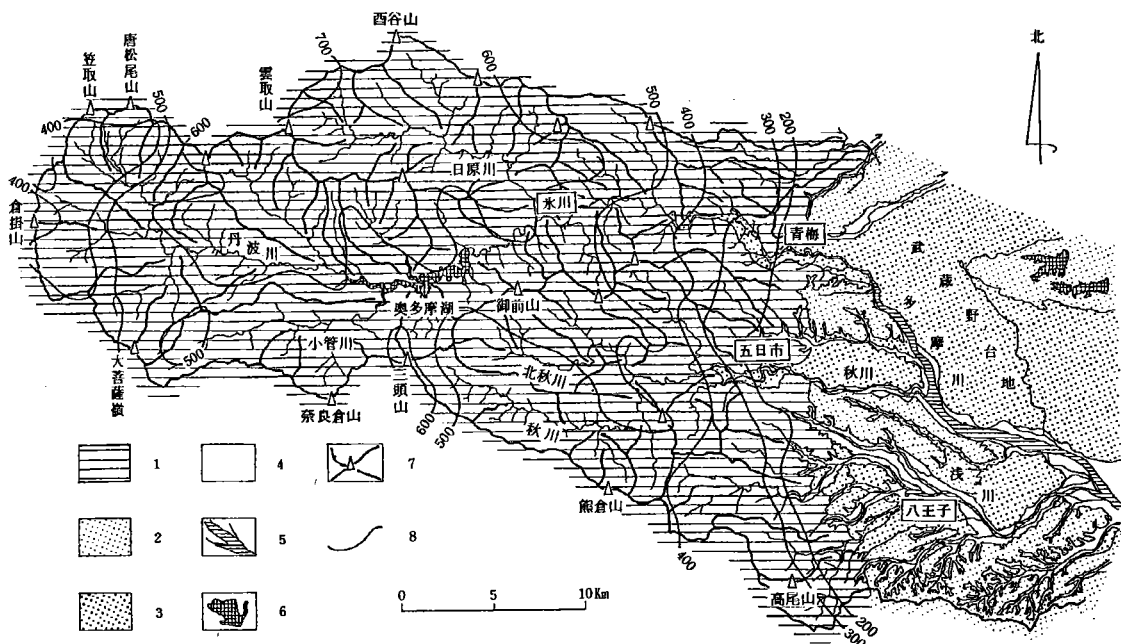 北
酉谷山
唐松尾山
笠取山
雲取山
700
600
500
400
300
200
500
400
600
400
倉掛山
日原川
氷川
青梅
丹波川
武蔵野台地
多摩川
奥多摩湖
御前山
小菅川
五日市
秋川
大菩薩嶺
500
三頭山
北秋川
奈良倉山
600
500
秋川
浅川
八王子
熊倉山
400
高尾山
200
300
1
2
3
4
5
6
7
8
0
5
10Km